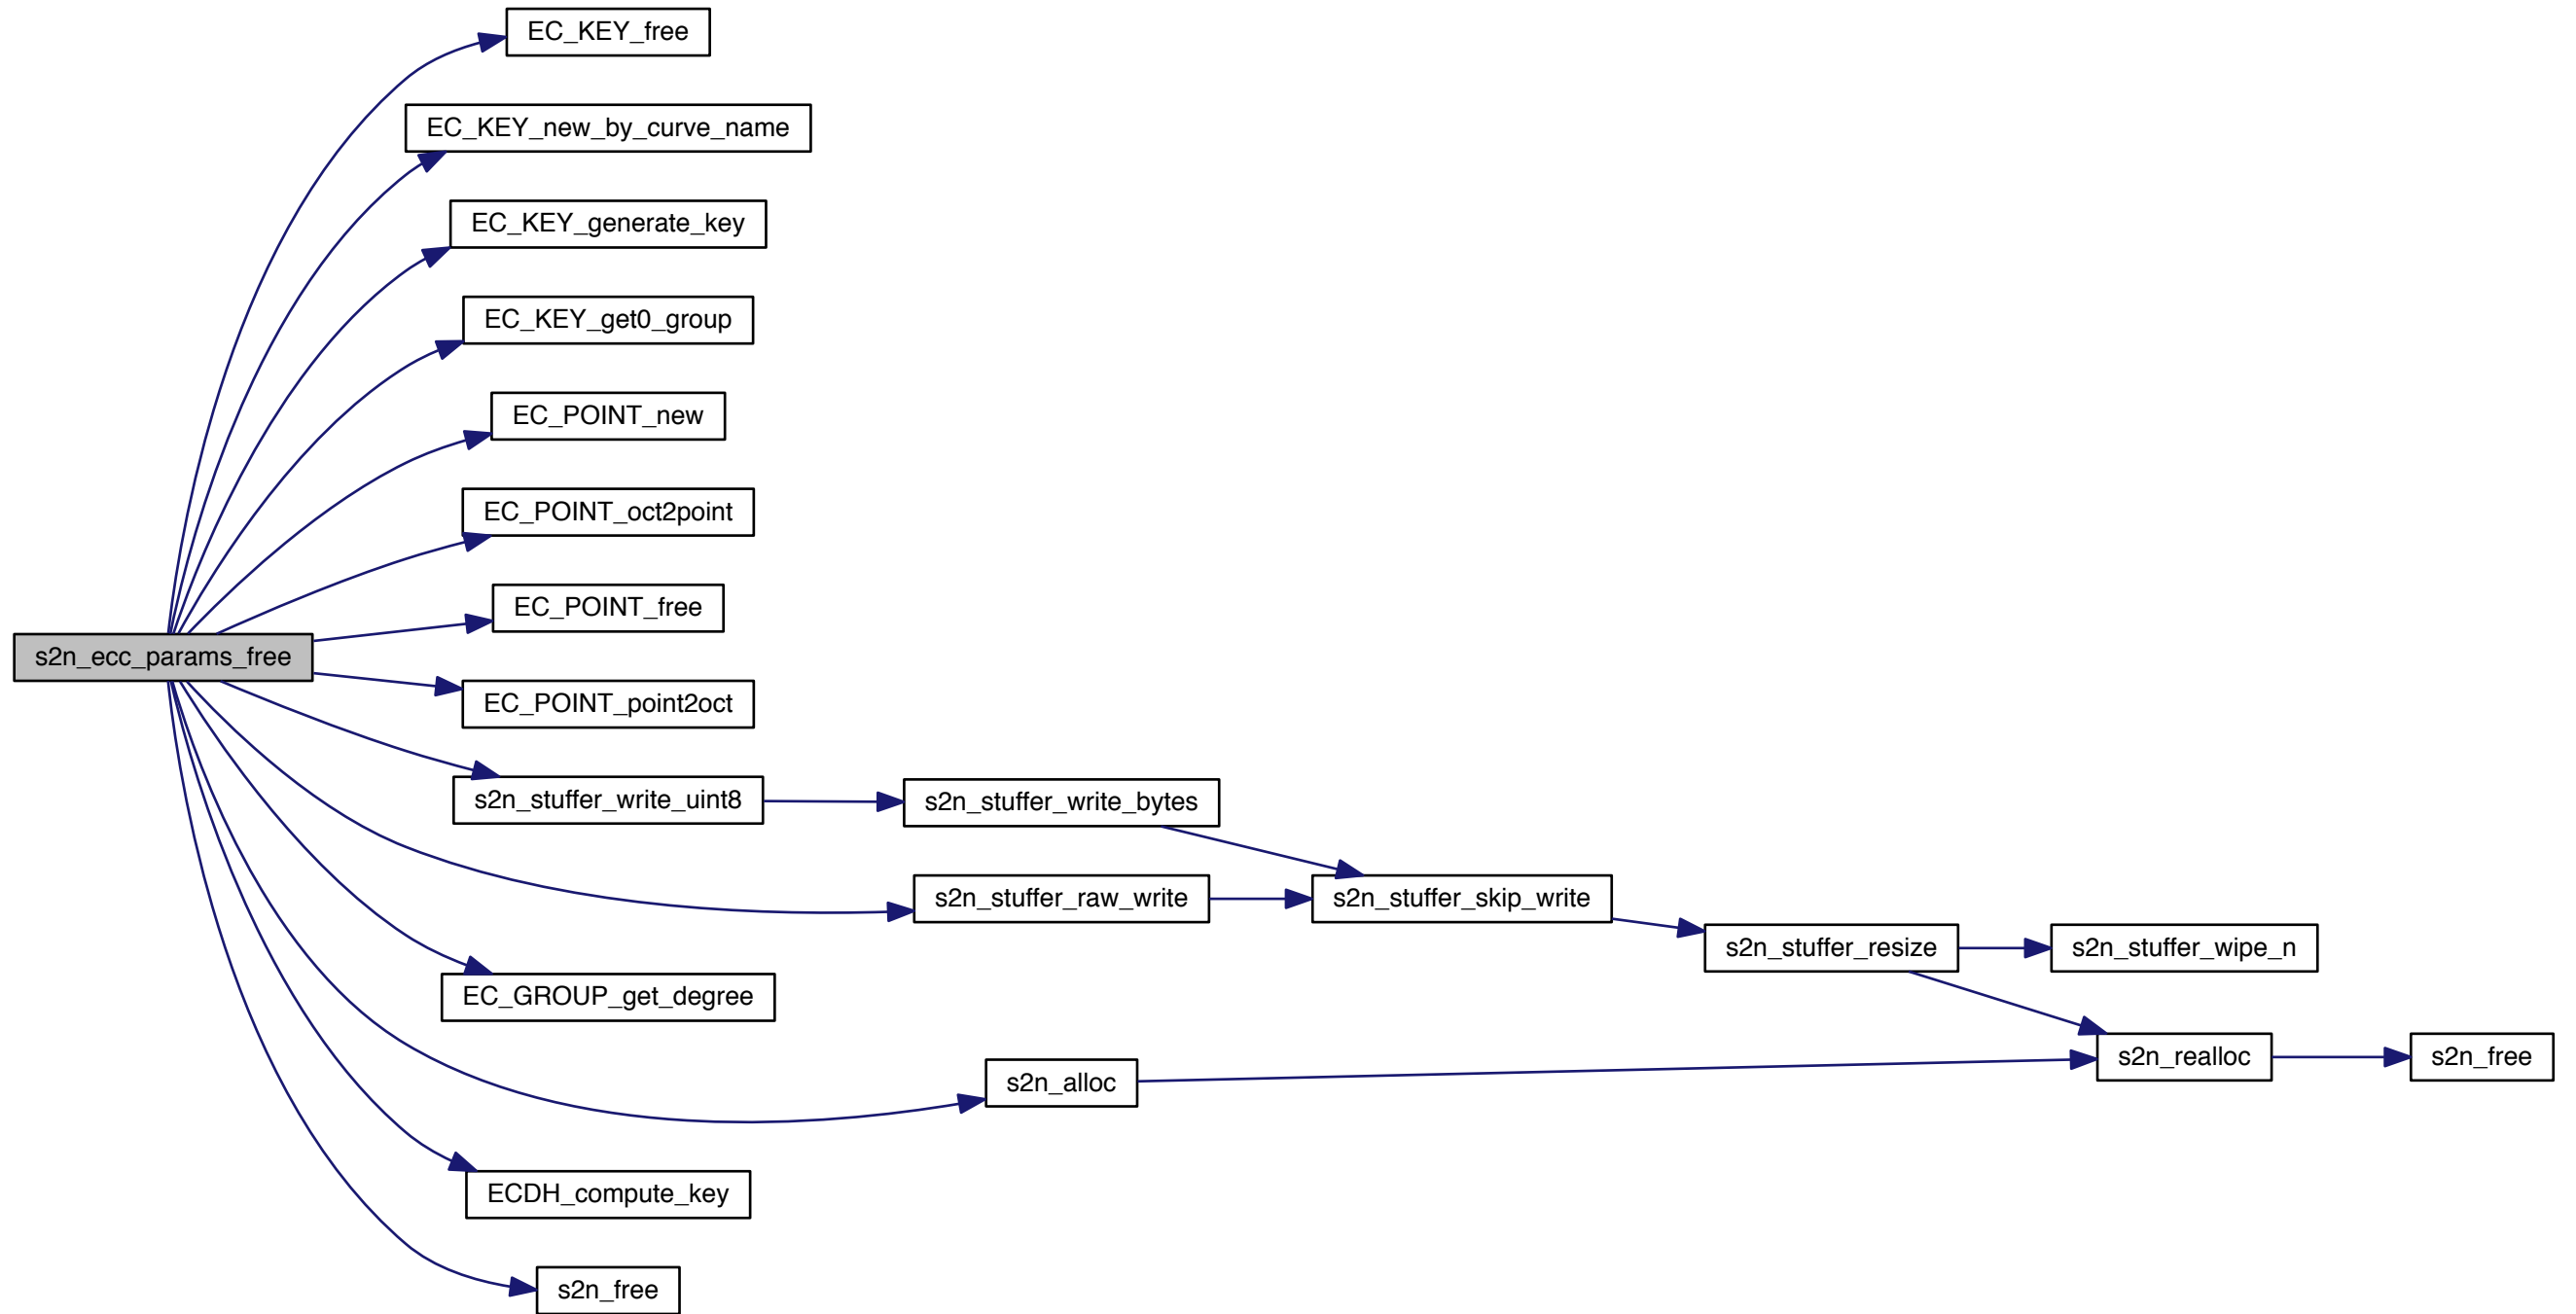 EC_KEY_free
EC_KEY_new_by_curve_name
EC_KEY_generate_key
EC_KEY_get0_group
EC_POINT_new
EC_POINT_oct2point
EC_POINT_free
s2n_ecc_params_free
EC_POINT_point2oct
s2n_stuffer_write_uint8
s2n_stuffer_write_bytes
s2n_stuffer_raw_write
s2n_stuffer_skip_write
s2n_stuffer_resize
s2n_stuffer_wipe_n
EC_GROUP_get_degree
s2n_alloc
s2n_realloc
s2n_free
ECDH_compute_key
s2n_free